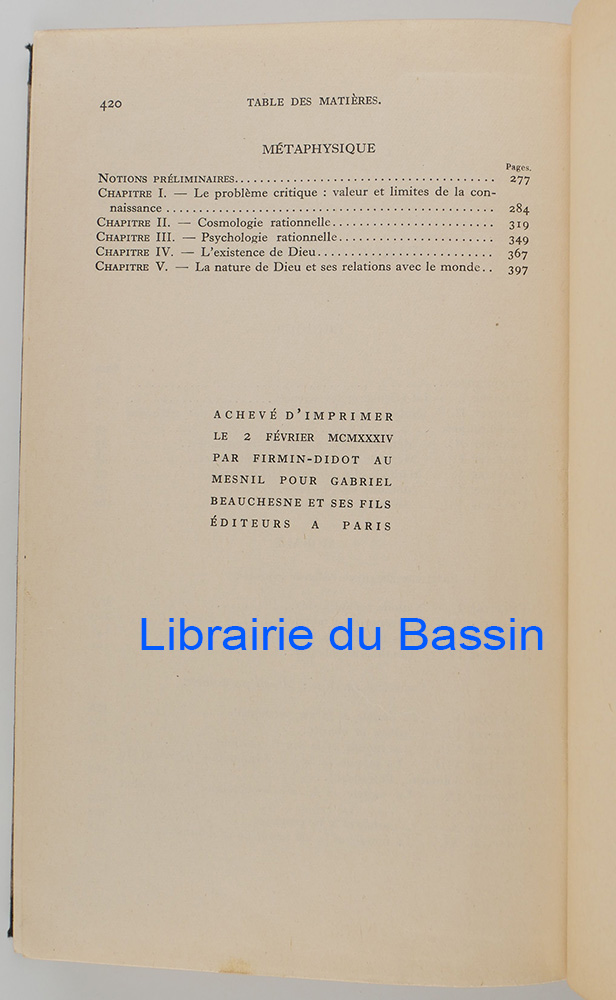 420 TABLE DES MATIÈRES.
MÉTAPHYSIQUE
Pages.
NOTIONS PRÉLIMINAIRES....................................... 277
CHAPITRE I. — Le problème critique : valeur et limites de la con-
naissance ................................................. 284
CHAPITRE II. — Cosmologie rationnelle........................ 319
CHAPITRE III. — Psychologie rationnelle....................... 349
CHAPITRE IV. — L'existence de Dieu.......................... 367
CHAPITRE V. — La nature de Dieu et ses relations avec le monde.. 397
ACHEVÉ D'IMPRIMER
LE 2 FÉVRIER MCMXXXIV
PAR FIRMIN-DIDOT AU
MESNIL POUR GABRIEL
BEAUCHESNE ET SES FILS
ÉDITEURS A PARIS
Librairie du Bassin